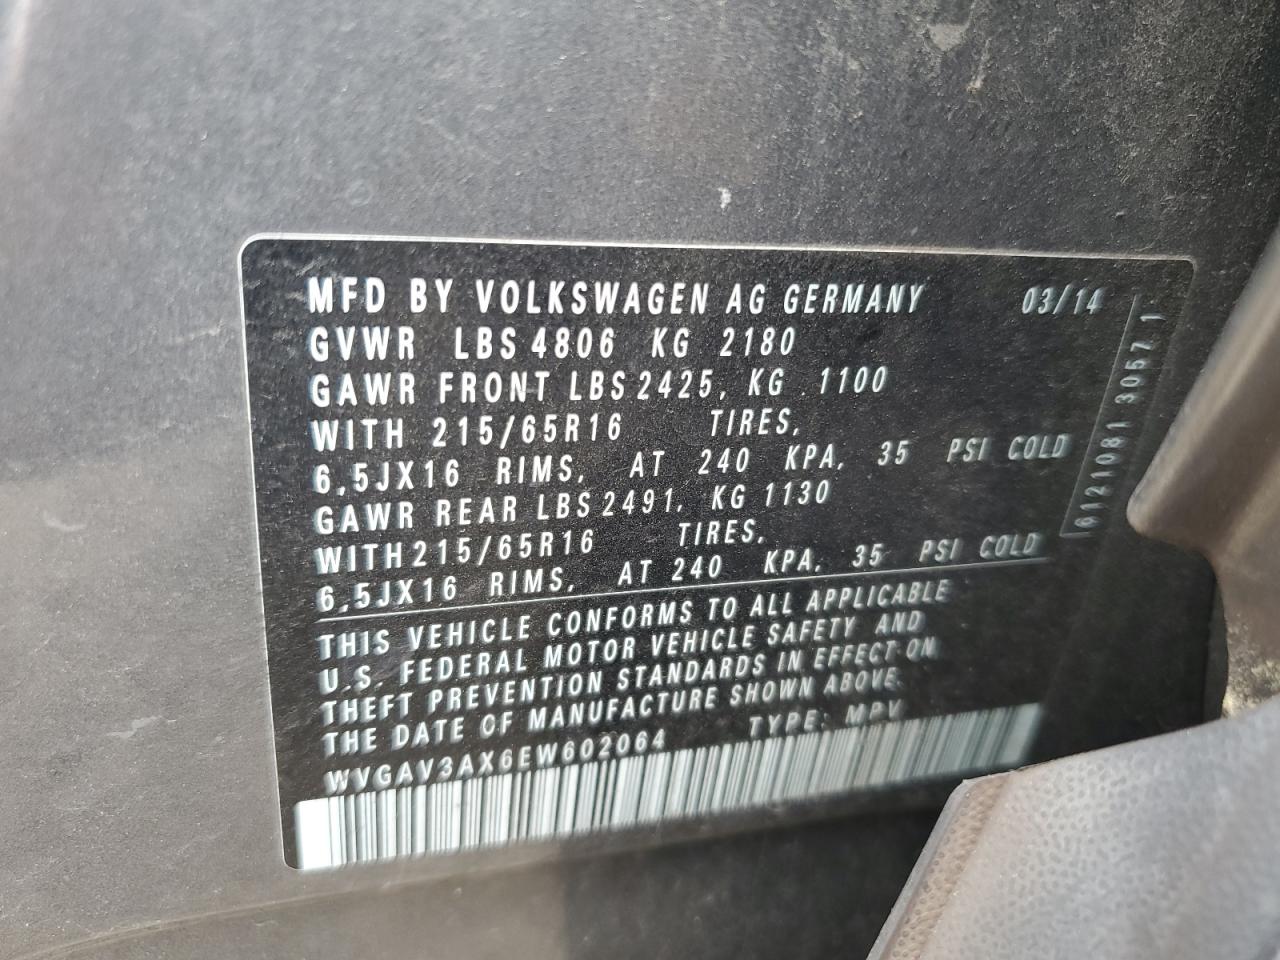 MFD BY VOLKSWAGEN AG GERMANY 03/14
GVWR LBS 4806 KG 2180
GAWR FRONT LBS 2425, KG 1100
WITH 215/65R16 TIRES,
6,5JX16 RIMS, AT 240 KPA, 35 PSI COLD
GAWR REAR LBS 2491, KG 1130
WITH 215/65R16 TIRES,
6,5JX16 RIMS, AT 240 KPA, 35 PSI COLD
THIS VEHICLE CONFORMS TO ALL APPLICABLE
U.S. FEDERAL MOTOR VEHICLE SAFETY AND
THEFT PREVENTION STANDARDS IN EFFECT ON
THE DATE OF MANUFACTURE SHOWN ABOVE.
WVGAV3AX6EW602064 TYPE: MPV
6121081 3057 1